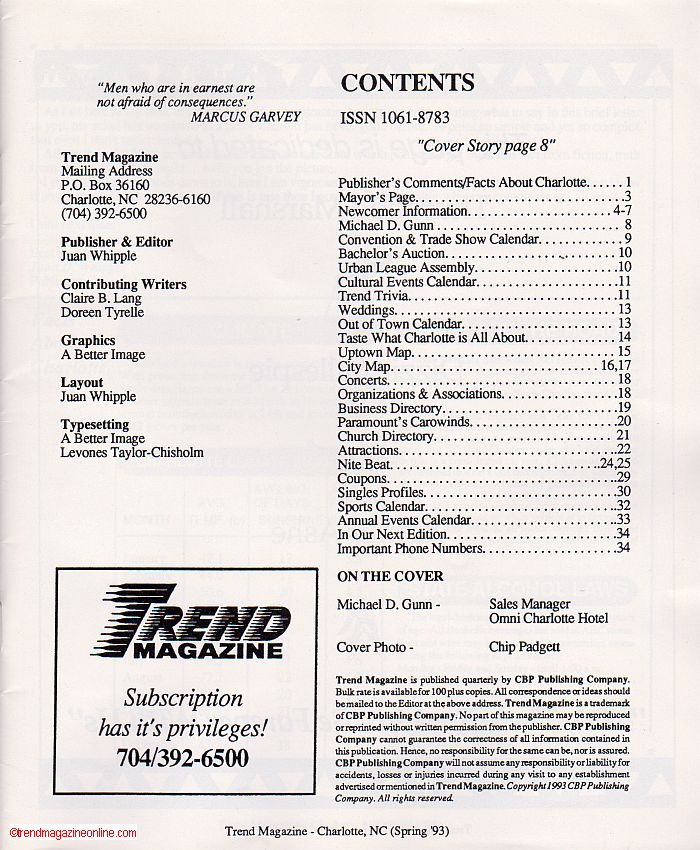 "Men who are in earnest are
not afraid of consequences."
MARCUS GARVEY
Trend Magazine
Mailing Address
P.O. Box 36160
Charlotte, NC 28236-6160
(704) 392-6500
Publisher & Editor
Juan Whipple
Contributing Writers
Claire B. Lang
Doreen Tyrelle
Graphics
A Better Image
Layout
Juan Whipple
Typesetting
A Better Image
Levones Taylor-Chisholm
TREND
MAGAZINE
Subscription
has it's privileges!
704/392-6500
CONTENTS
ISSN 1061-8783
"Cover Story page 8"
Publisher's Comments/Facts About Charlotte...... 1
Mayor's Page..............................3
Newcomer Information..................... 4-7
Michael D. Gunn .......................... 8
Convention & Trade Show Calendar............ 9
Bachelor's Auction........................ 10
Urban League Assembly....................10
Cultural Events Calendar....................11
Trend Trivia..............................11
Weddings................................ 13
Out of Town Calendar...................... 13
Taste What Charlotte is All About............. 14
Uptown Map............................. 15
City Map.............................. 16,17
Concerts.................................18
Organizations & Associations................18
Business Directory.........................19
Paramount's Carowinds.....................20
Church Directory......................... 21
Attractions...............................22
Nite Beat..............................24,25
Coupons.................................29
Singles Profiles...........................30
Sports Calendar...........................32
Annual Events Calendar....................33
In Our Next Edition........................34
Important Phone Numbers...................34
ON THE COVER
Michael D. Gunn - Sales Manager
Omni Charlotte Hotel
Cover Photo - Chip Padgett
Trend Magazine is published quarterly by CBP Publishing Company.
Bulk rate is available for 100 plus copies. All correspondence or ideas should
be mailed to the Editor at the above address. Trend Magazine is a trademark
of CBP Publishing Company. No part of this magazine may be reproduced
or reprinted without written permission from the publisher. CBP Publishing
Company cannot guarantee the correctness of all information contained in
this publication. Hence, no responsibility for the same can be, nor is assured.
CBP Publishing Company will not assume any responsibility or liability for
accidents, losses or injuries incurred during any visit to any establishment
advertised or mentioned in Trend Magazine. Copyright 1993 CBP Publishing
Company. All rights reserved.
©trendmagazineonline.com
Trend Magazine - Charlotte, NC (Spring '93)